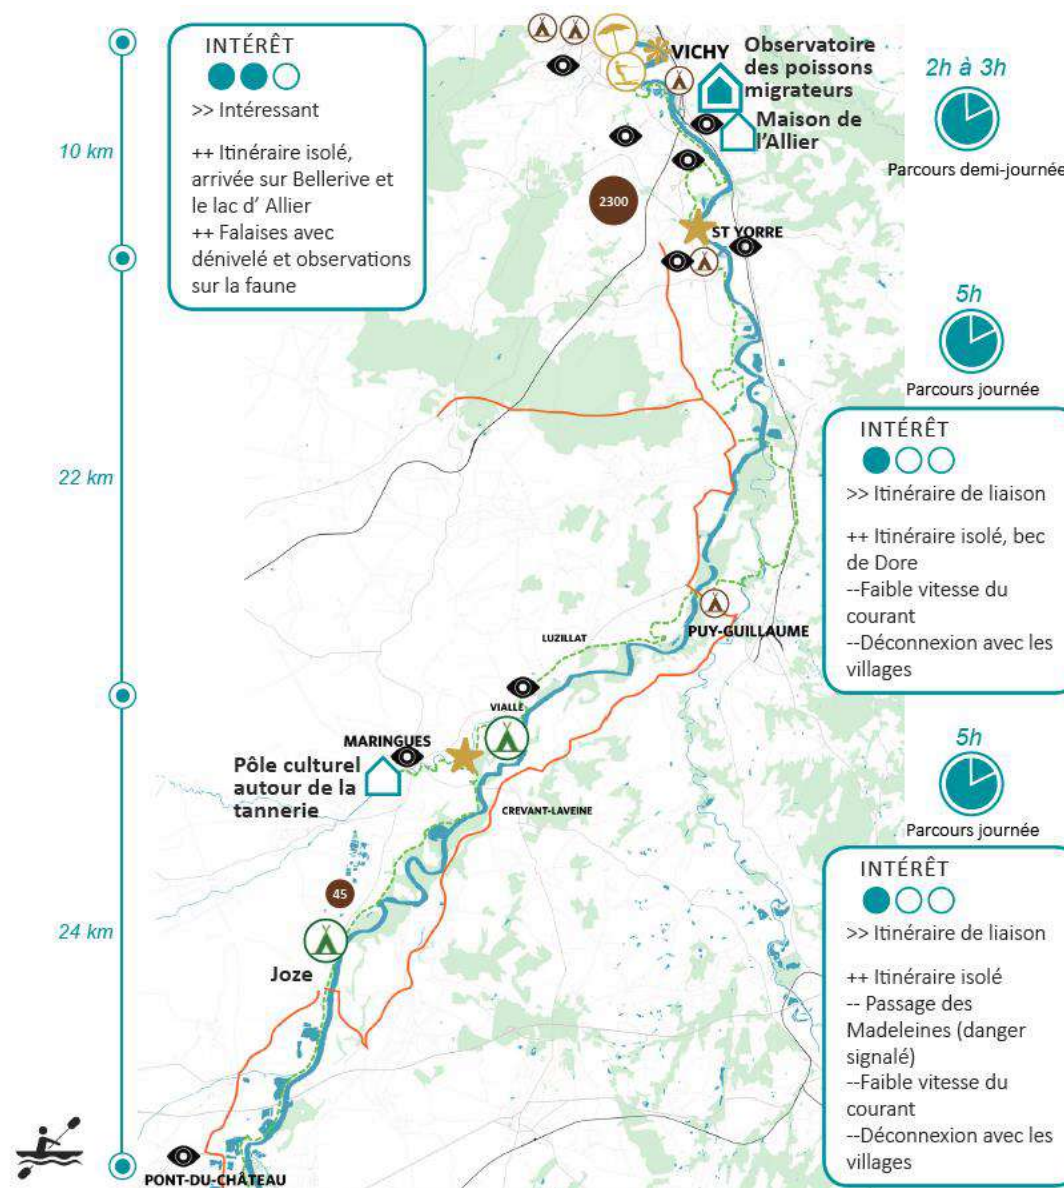 INTÉRÊT
>> Intéressant
++ Itinéraire isolé,
arrivée sur Bellerive et
le lac d' Allier
++ Falaises avec
dénivelé et observations
sur la faune
10 km
22 km
24 km
VICHY
Observatoire
des poissons
migrateurs
Maison de
l'Allier
2300
ST YORRE
2h à 3h
Parcours demi-journée
5h
Parcours journée
INTÉRÊT
>> Itinéraire de liaison
++ Itinéraire isolé, bec
de Dore
--Faible vitesse du
courant
--Déconnexion avec les
villages
PUY-GUILLAUME
LUZILLAT
VIALLE
MARINGUES
Pôle culturel
autour de la
tannerie
CREVANT-LAVEINE
45
Joze
PONT-DU-CHÂTEAU
5h
Parcours journée
INTÉRÊT
>> Itinéraire de liaison
++ Itinéraire isolé
-- Passage des
Madeleines (danger
signalé)
--Faible vitesse du
courant
--Déconnexion avec les
villages